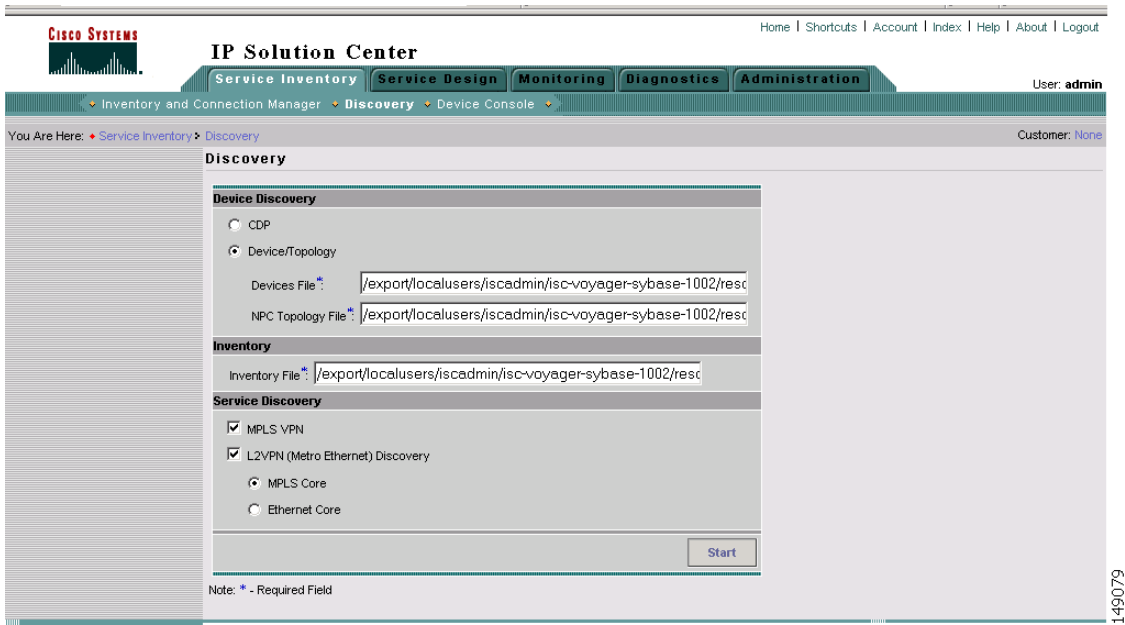 CISCO SYSTEMS
Home | Shortcuts | Account | Index | Help | About | Logout
IP Solution Center
Service Inventory Service Design Monitoring Diagnostics Administration
User: admin
Inventory and Connection Manager Discovery Device Console
You Are Here: Service Inventory Discovery
Customer: None
Discovery
Device Discovery
CDP
Device/Topology
Devices File*: /export/localusers/iscadmin/isc-voyager-sybase-1002/resc
NPC Topology File*: /export/localusers/iscadmin/isc-voyager-sybase-1002/resc
Inventory
Inventory File*: /export/localusers/iscadmin/isc-voyager-sybase-1002/resc
Service Discovery
MPLS VPN
L2VPN (Metro Ethernet) Discovery
MPLS Core
Ethernet Core
Start
Note: * - Required Field
149079